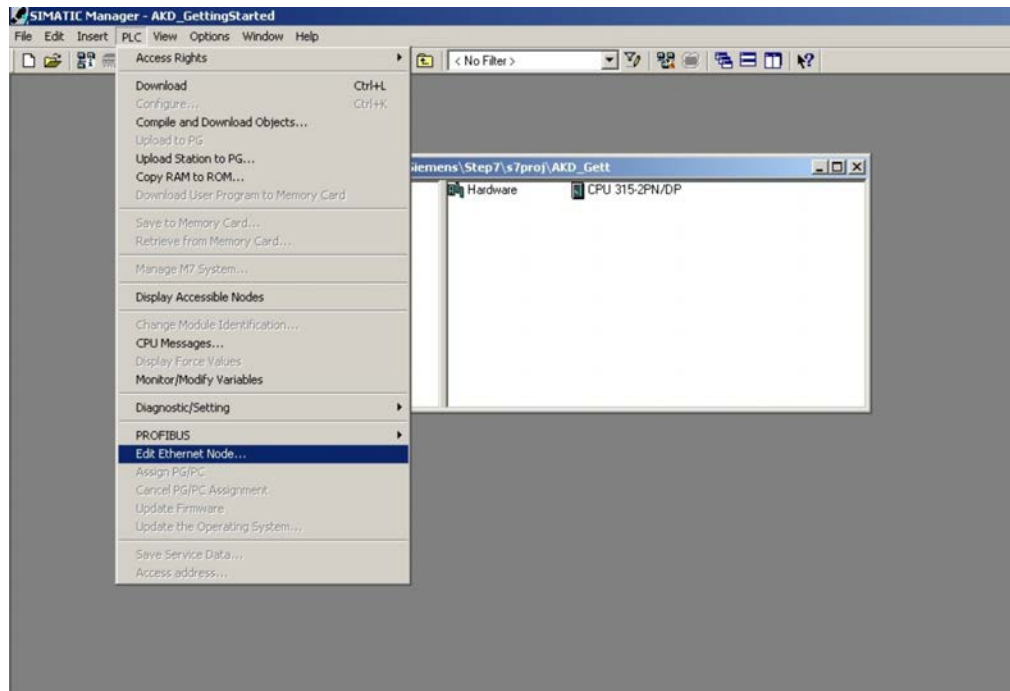 SIMATIC Manager - AKD_GettingStarted
File Edit Insert PLC View Options Window Help
< No Filter >
Access Rights
Download Ctrl+L
Configure... Ctrl+K
Compile and Download Objects...
Upload to PG
Upload Station to PG...
Copy RAM to ROM...
Download User Program to Memory Card
Save to Memory Card...
Retrieve from Memory Card...
Manage M7 System...
Display Accessible Nodes
Change Module Identification...
CPU Messages...
Display Force Values
Monitor/Modify Variables
Diagnostic/Setting
PROFIBUS
Edit Ethernet Node...
Assign PG/PC
Cancel PG/PC Assignment
Update Firmware
Update the Operating System...
Save Service Data...
Access address...
iemens\Step7\s7proj\AKD_Gett
Hardware CPU 315-2PN/DP